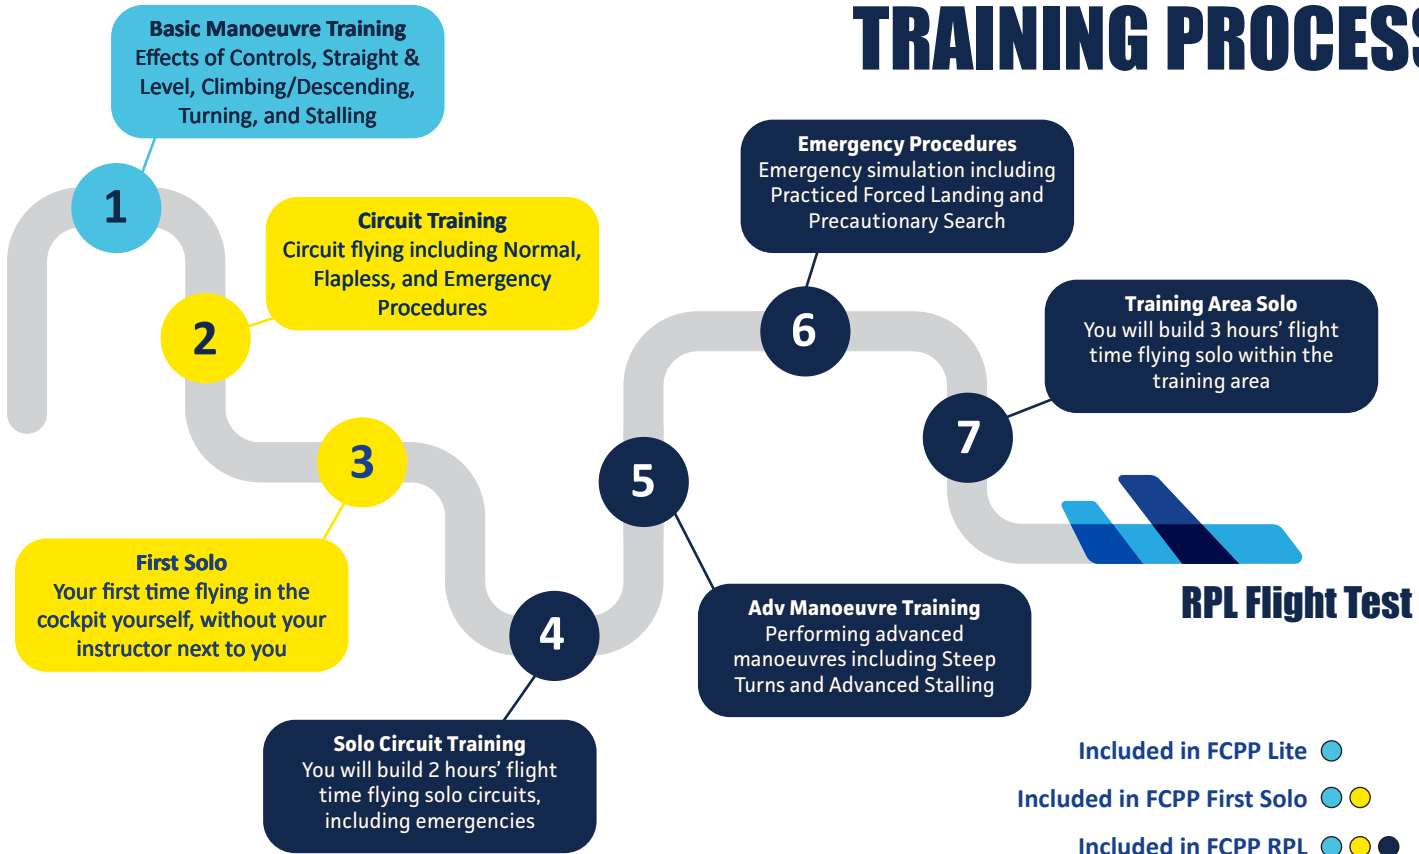 TRAINING PROCESS
Basic Manoeuvre Training
Effects of Controls, Straight &
Level, Climbing/Descending,
Turning, and Stalling
1
Circuit Training
Circuit flying including Normal,
Flapless, and Emergency
Procedures
2
3
First Solo
Your first time flying in the
cockpit yourself, without your
instructor next to you
4
Solo Circuit Training
You will build 2 hours’ flight
time flying solo circuits,
including emergencies
5
Adv Manoeuvre Training
Performing advanced
manoeuvres including Steep
Turns and Advanced Stalling
Emergency Procedures
Emergency simulation including
Practiced Forced Landing and
Precautionary Search
6
Training Area Solo
You will build 3 hours’ flight
time flying solo within the
training area
7
RPL Flight Test
Included in FCPP Lite
Included in FCPP First Solo
Included in FCPP RPL